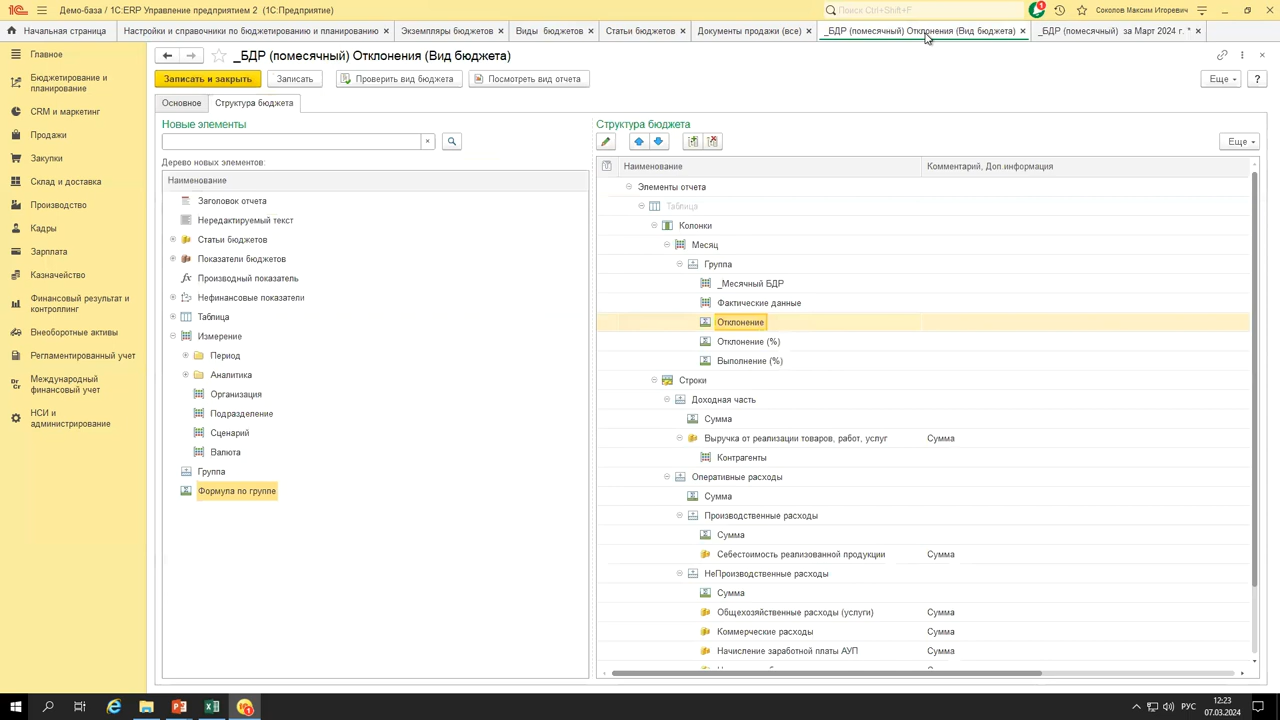 Демо-база / 1С:ERP Управление предприятием 2 (1С:Предприятие)
Поиск Ctrl+Shift+F
Соколов Максим Игоревич
Начальная страница
Настройки и справочники по бюджетированию и планированию
Экземпляры бюджетов
Виды бюджетов
Статьи бюджетов
Документы продажи (все)
_БДР (помесячный) Отклонения (Вид бюджета)
_БДР (помесячный) за Март 2024 г. *
Главное
Бюджетирование и
планирование
CRM и маркетинг
Продажи
Закупки
Склад и доставка
Производство
Кадры
Зарплата
Казначейство
Финансовый результат и
контроллинг
Внеоборотные активы
Регламентированный учет
Международный
финансовый учет
НСИ и
администрирование
_БДР (помесячный) Отклонения (Вид бюджета)
Записать и закрыть
Записать
Проверить вид бюджета
Посмотреть вид отчета
Еще
?
Основное
Структура бюджета
Новые элементы
Дерево новых элементов:
Наименование
Заголовок отчета
Нередактируемый текст
Статьи бюджетов
Показатели бюджетов
Производный показатель
Нефинансовые показатели
Таблица
Измерение
Период
Аналитика
Организация
Подразделение
Сценарий
Валюта
Группа
Формула по группе
Структура бюджета
Еще
Наименование
Комментарий, Доп.информация
Элементы отчета
Таблица
Колонки
Месяц
Группа
_Месячный БДР
Фактические данные
Отклонение
Отклонение (%)
Выполнение (%)
Строки
Доходная часть
Сумма
Выручка от реализации товаров, работ, услуг
Сумма
Контрагенты
Оперативные расходы
Сумма
Производственные расходы
Сумма
Себестоимость реализованной продукции
Сумма
НеПроизводственные расходы
Сумма
Общехозяйственные расходы (услуги)
Сумма
Коммерческие расходы
Сумма
Начисление заработной платы АУП
Сумма
РУС
12:23
07.03.2024